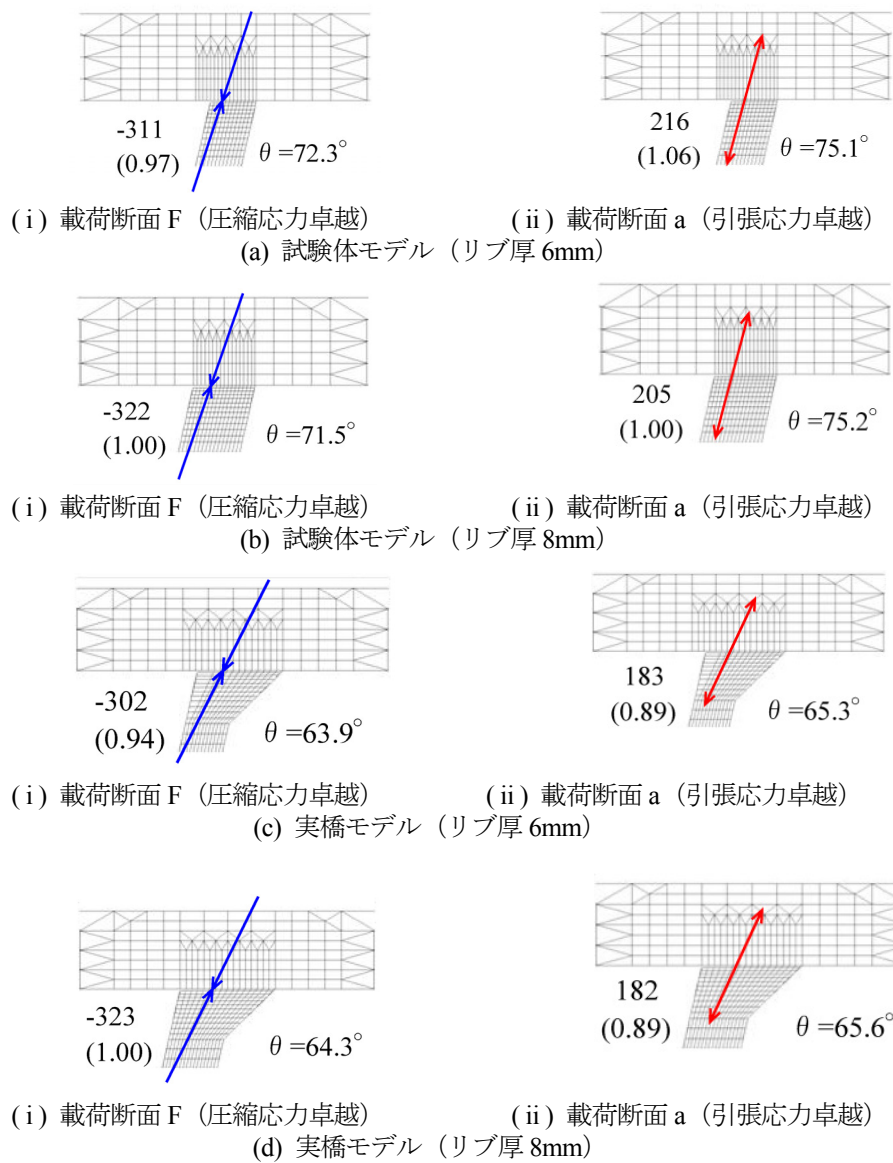 -311
(0.97)
θ=72.3°
216
(1.06)
θ=75.1°
(i) 載荷断面 F（圧縮応力卓越） (ii) 載荷断面 a（引張応力卓越）
(a) 試験体モデル（リブ厚 6mm）
-322
(1.00)
θ=71.5°
205
(1.00)
θ=75.2°
(i) 載荷断面 F（圧縮応力卓越） (ii) 載荷断面 a（引張応力卓越）
(b) 試験体モデル（リブ厚 8mm）
-302
(0.94)
θ=63.9°
183
(0.89)
θ=65.3°
(i) 載荷断面 F（圧縮応力卓越） (ii) 載荷断面 a（引張応力卓越）
(c) 実橋モデル（リブ厚 6mm）
-323
(1.00)
θ=64.3°
182
(0.89)
θ=65.6°
(i) 載荷断面 F（圧縮応力卓越） (ii) 載荷断面 a（引張応力卓越）
(d) 実橋モデル（リブ厚 8mm）